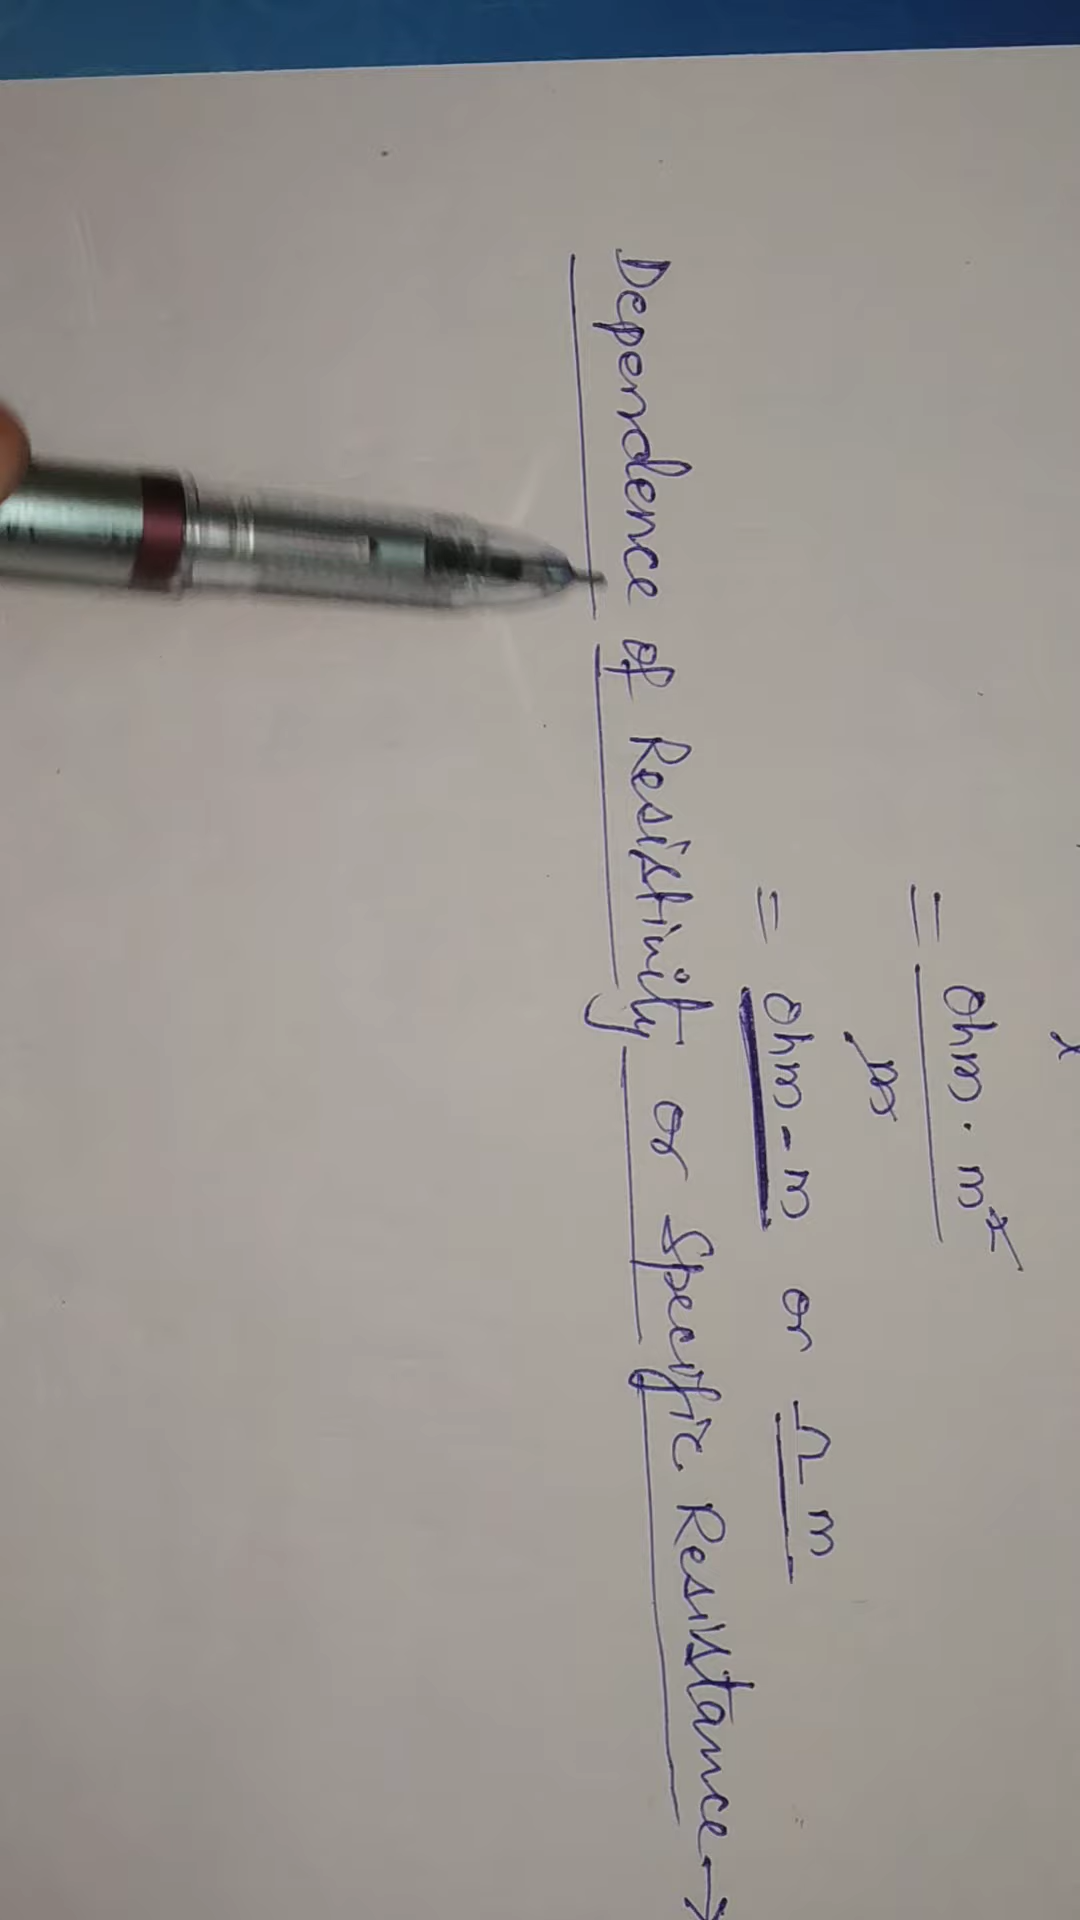 = ohm · m²
m
= ohm - m or Ω m
Dependence of Resistivity or Specific Resistance →